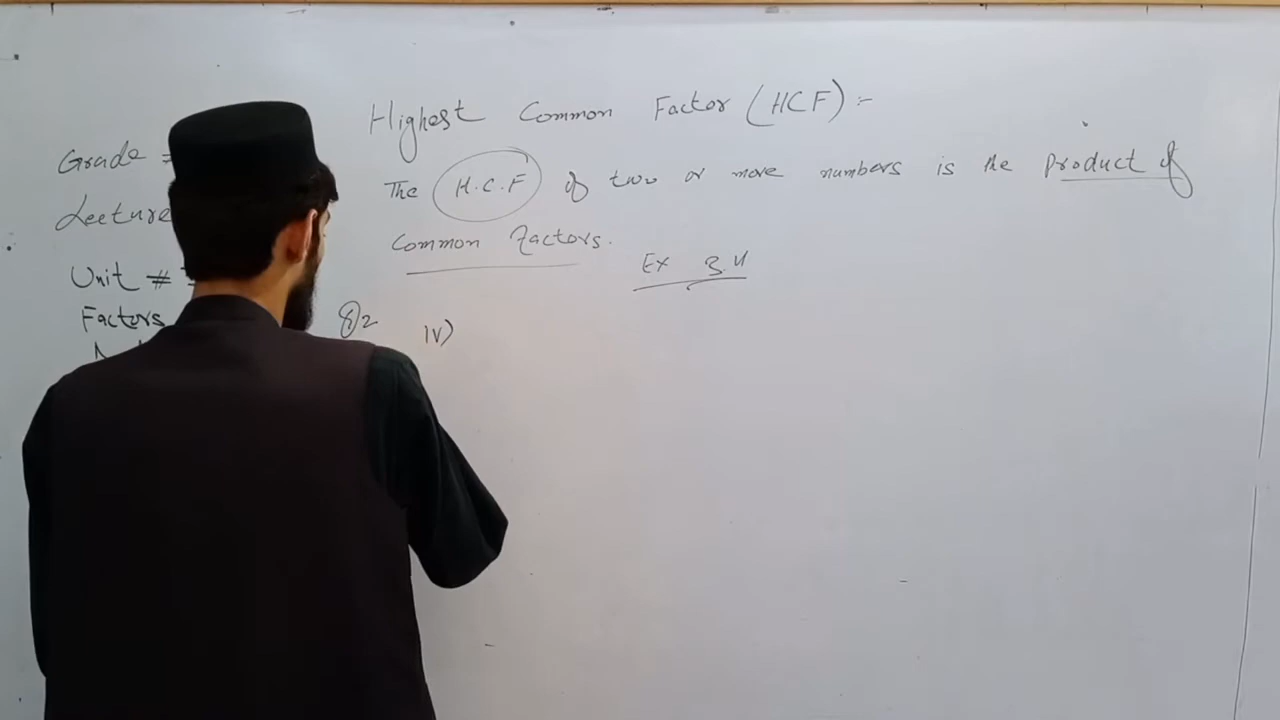 Highest Common Factor (HCF) :-
The H.C.F of two or more numbers is the product of
Common Factors.
Ex 3.4
Q2 iv)
Grade =
Lecture
Unit #
Factors